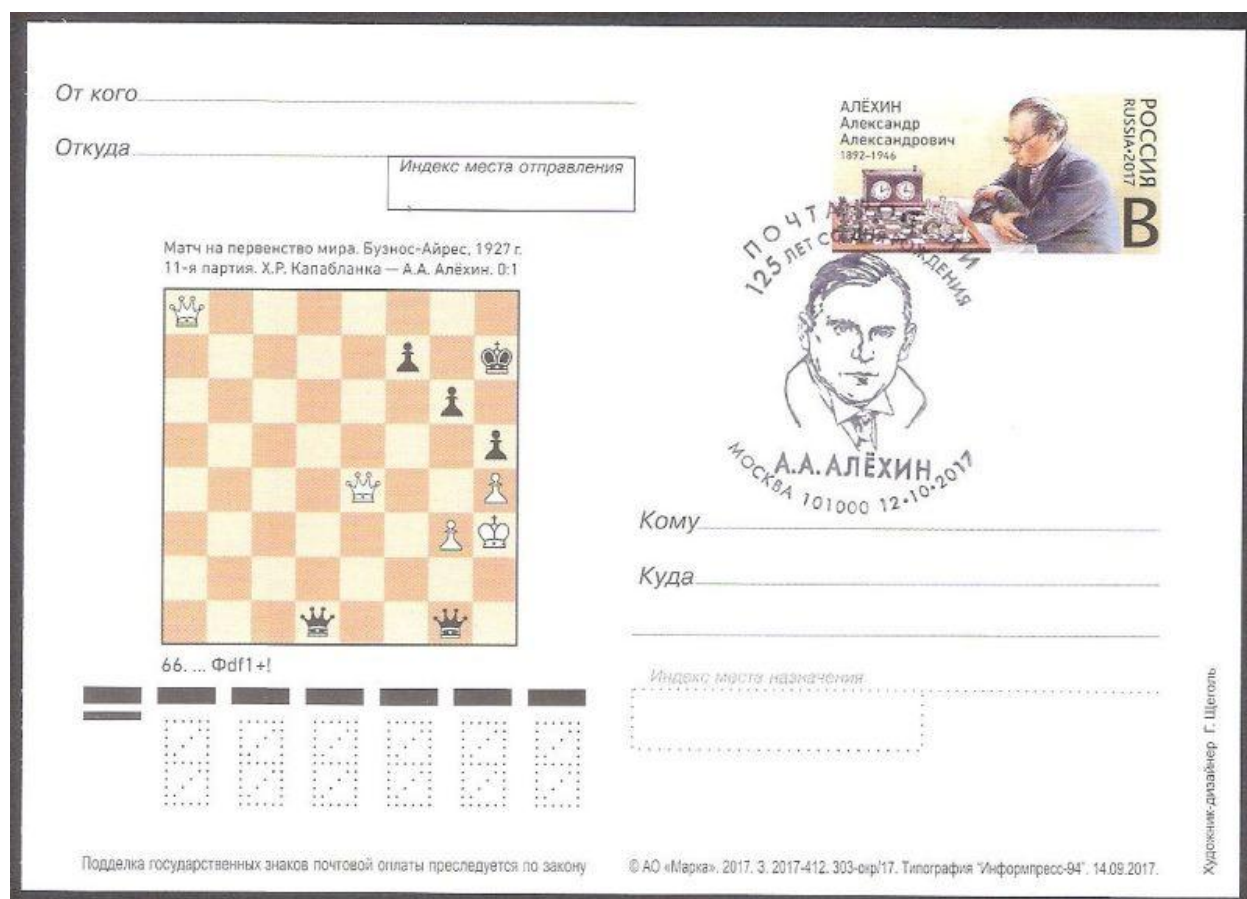 От кого
Откуда
Индекс места отправления
АЛЁХИН
Александр
Александрович
1892–1946
РОССИЯ
RUSSIA•2017
В
ПОЧТА РОССИИ
125 ЛЕТ СО ДНЯ РОЖДЕНИЯ
А.А.АЛЁХИН
МОСКВА 101000 12•10•2017
Матч на первенство мира. Буэнос-Айрес, 1927 г.
11-я партия. Х.Р. Капабланка — А.А. Алёхин. 0:1
66. ... Фdf1+!
Кому
Куда
Индекс места назначения
Подделка государственных знаков почтовой оплаты преследуется по закону
© АО «Марка». 2017. З. 2017-412. 303-окр/17. Типография "Информпресс-94". 14.09.2017.
Художник-дизайнер Г. Щеголь